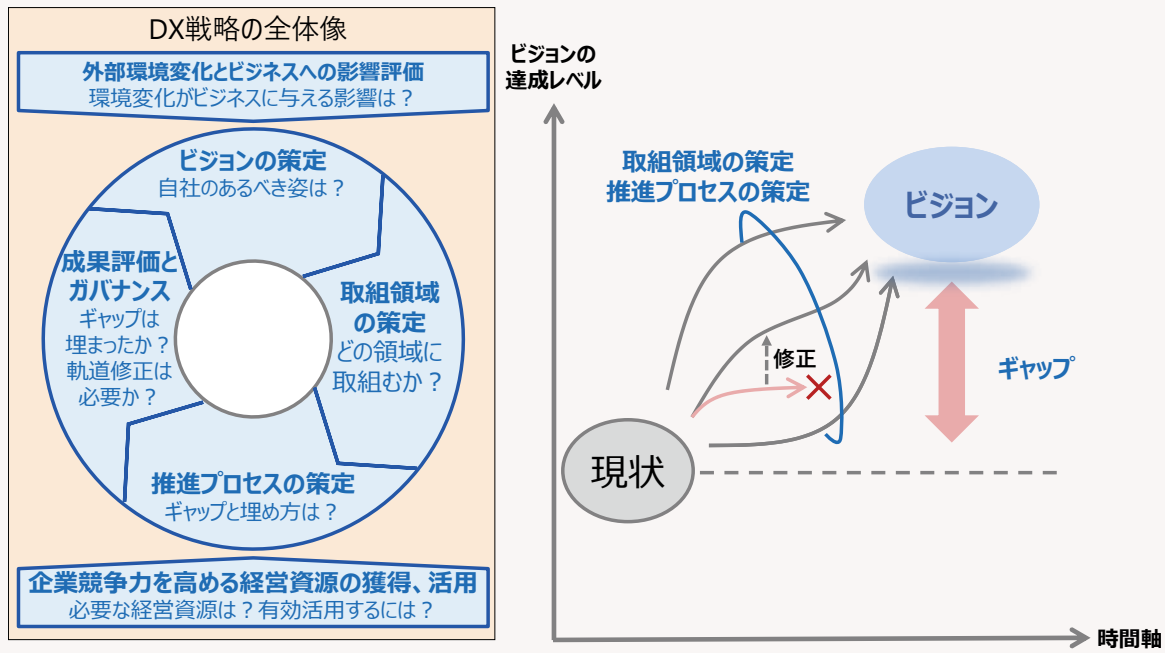 DX戦略の全体像
外部環境変化とビジネスへの影響評価
環境変化がビジネスに与える影響は？
ビジョンの策定
自社のあるべき姿は？
成果評価と
ガバナンス
ギャップは
埋まったか？
軌道修正は
必要か？
取組領域
の策定
どの領域に
取組むか？
推進プロセスの策定
ギャップと埋め方は？
企業競争力を高める経営資源の獲得、活用
必要な経営資源は？有効活用するには？
ビジョンの
達成レベル
取組領域の策定
推進プロセスの策定
ビジョン
修正
ギャップ
現状
時間軸